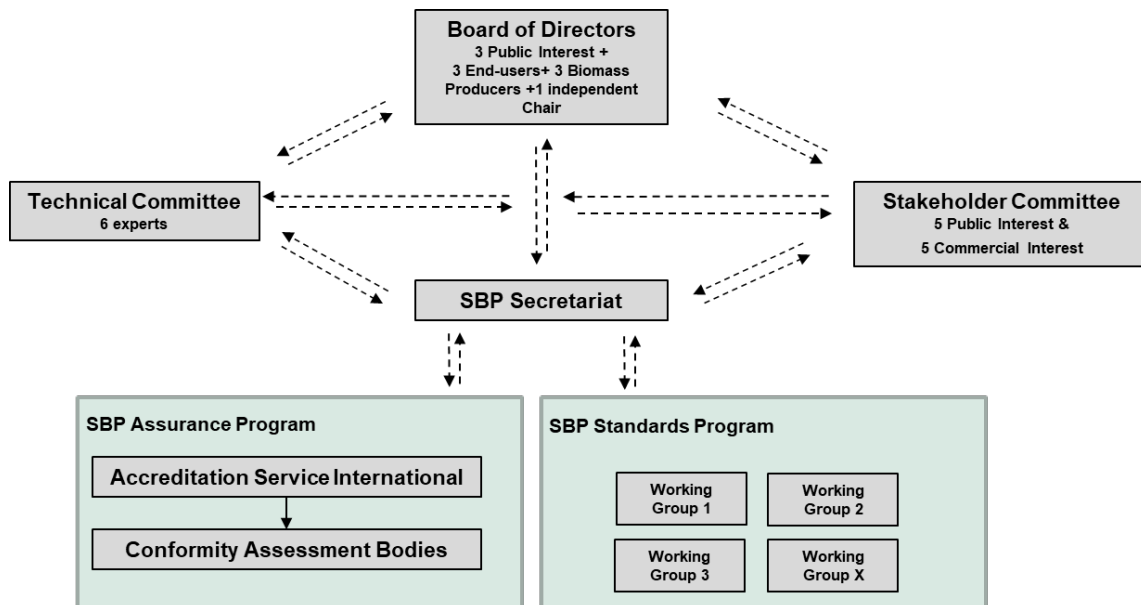 Board of Directors
3 Public Interest +
3 End-users+ 3 Biomass
Producers +1 independent
Chair
Technical Committee
6 experts
Stakeholder Committee
5 Public Interest &
5 Commercial Interest
SBP Secretariat
SBP Assurance Program
Accreditation Service International
Conformity Assessment Bodies
SBP Standards Program
Working
Group 1
Working
Group 2
Working
Group 3
Working
Group X